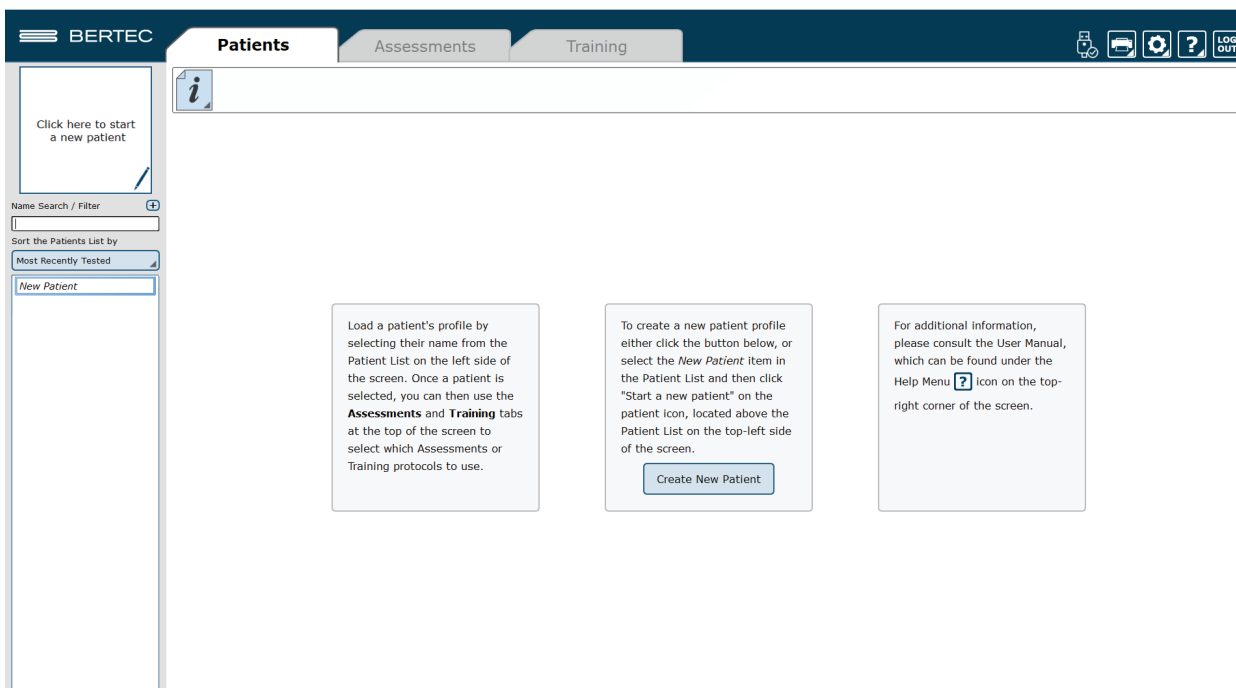 BERTEC
Patients
Assessments
Training
?
LOG
OUT
Click here to start
a new patient
i
Name Search / Filter
Sort the Patients List by
Most Recently Tested
New Patient
Load a patient's profile by
selecting their name from the
Patient List on the left side of
the screen. Once a patient is
selected, you can then use the
Assessments and Training tabs
at the top of the screen to
select which Assessments or
Training protocols to use.
To create a new patient profile
either click the button below, or
select the New Patient item in
the Patient List and then click
"Start a new patient" on the
patient icon, located above the
Patient List on the top-left side
of the screen.
Create New Patient
For additional information,
please consult the User Manual,
which can be found under the
Help Menu ? icon on the top-
right corner of the screen.